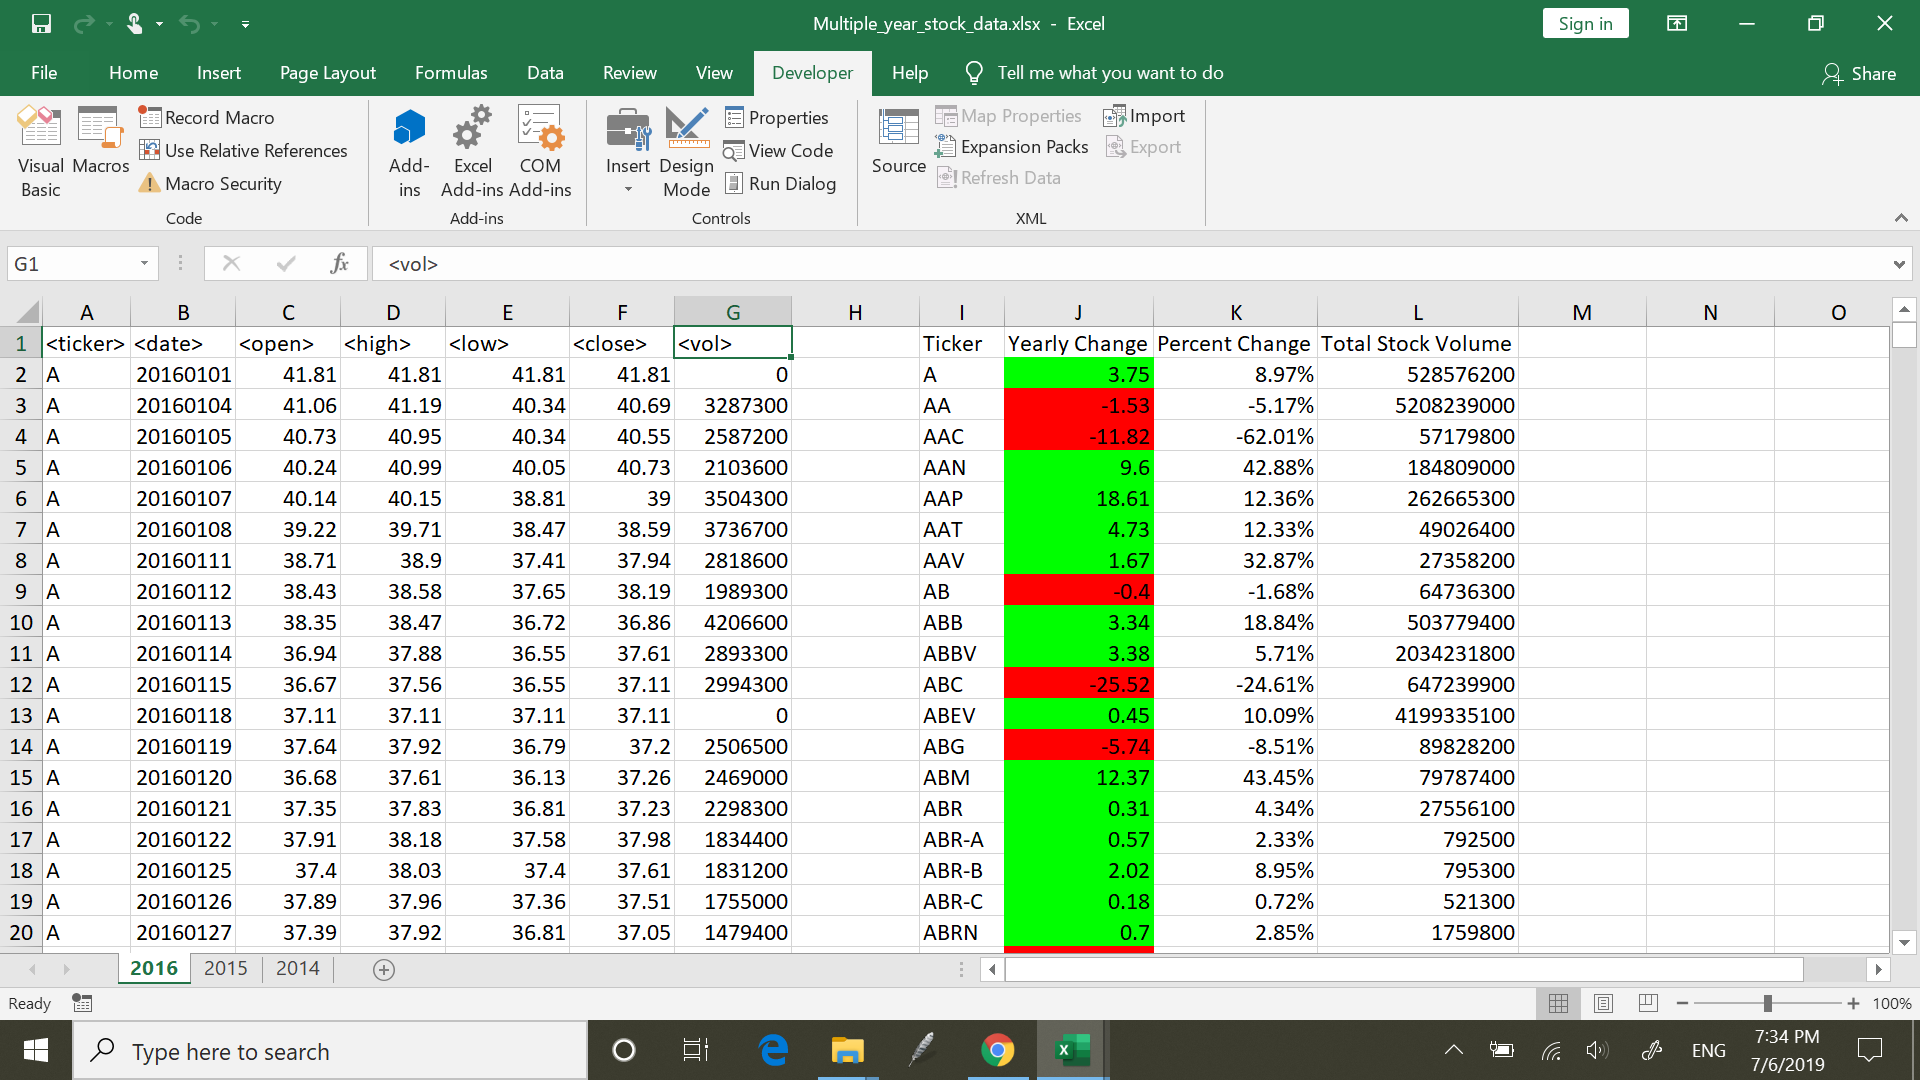 Multiple_year_stock_data.xlsx - Excel
Sign in
File Home Insert Page Layout Formulas Data Review View Developer Help Tell me what you want to do Share
Visual Basic
Macros
Record Macro
Use Relative References
Macro Security
Code
Add-ins
Excel Add-ins
COM Add-ins
Add-ins
Insert
Design Mode
Properties
View Code
Run Dialog
Controls
Source
Map Properties
Expansion Packs
Refresh Data
Import
Export
XML
G1 fx <vol>
A B C D E F G H I J K L M N O
1 <ticker> <date> <open> <high> <low> <close> <vol> Ticker Yearly Change Percent Change Total Stock Volume
2 A 20160101 41.81 41.81 41.81 41.81 0 A 3.75 8.97% 528576200
3 A 20160104 41.06 41.19 40.34 40.69 3287300 AA -1.53 -5.17% 5208239000
4 A 20160105 40.73 40.95 40.34 40.55 2587200 AAC -11.82 -62.01% 57179800
5 A 20160106 40.24 40.99 40.05 40.73 2103600 AAN 9.6 42.88% 184809000
6 A 20160107 40.14 40.15 38.81 39 3504300 AAP 18.61 12.36% 262665300
7 A 20160108 39.22 39.71 38.47 38.59 3736700 AAT 4.73 12.33% 49026400
8 A 20160111 38.71 38.9 37.41 37.94 2818600 AAV 1.67 32.87% 27358200
9 A 20160112 38.43 38.58 37.65 38.19 1989300 AB -0.4 -1.68% 64736300
10 A 20160113 38.35 38.47 36.72 36.86 4206600 ABB 3.34 18.84% 503779400
11 A 20160114 36.94 37.88 36.55 37.61 2893300 ABBV 3.38 5.71% 2034231800
12 A 20160115 36.67 37.56 36.55 37.11 2994300 ABC -25.52 -24.61% 647239900
13 A 20160118 37.11 37.11 37.11 37.11 0 ABEV 0.45 10.09% 4199335100
14 A 20160119 37.64 37.92 36.79 37.2 2506500 ABG -5.74 -8.51% 89828200
15 A 20160120 36.68 37.61 36.13 37.26 2469000 ABM 12.37 43.45% 79787400
16 A 20160121 37.35 37.83 36.81 37.23 2298300 ABR 0.31 4.34% 27556100
17 A 20160122 37.91 38.18 37.58 37.98 1834400 ABR-A 0.57 2.33% 792500
18 A 20160125 37.4 38.03 37.4 37.61 1831200 ABR-B 2.02 8.95% 795300
19 A 20160126 37.89 37.96 37.36 37.51 1755000 ABR-C 0.18 0.72% 521300
20 A 20160127 37.39 37.92 36.81 37.05 1479400 ABRN 0.7 2.85% 1759800
2016 2015 2014
Ready 100%
Type here to search
ENG
7:34 PM
7/6/2019